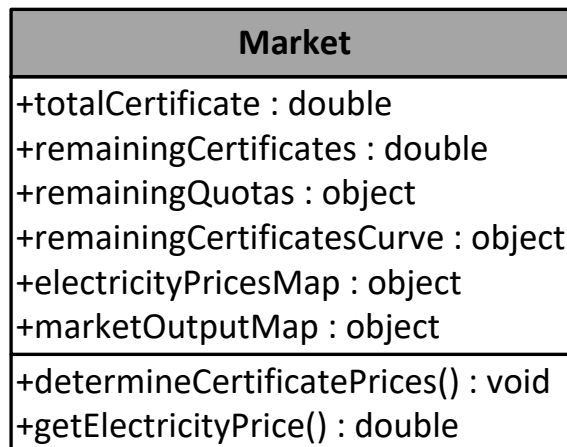 Market
+totalCertificate : double
+remainingCertificates : double
+remainingQuotas : object
+remainingCertificatesCurve : object
+electricityPricesMap : object
+marketOutputMap : object
+determineCertificatePrices() : void
+getElectricityPrice() : double